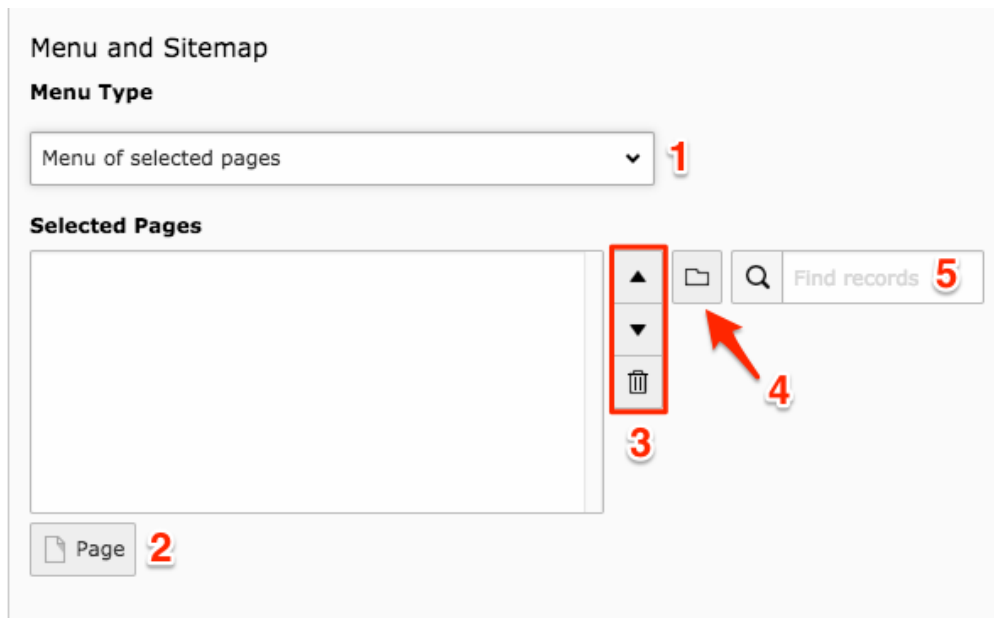 Menu and Sitemap
Menu Type
Menu of selected pages 1
Selected Pages
Find records 5
4
3
Page 2